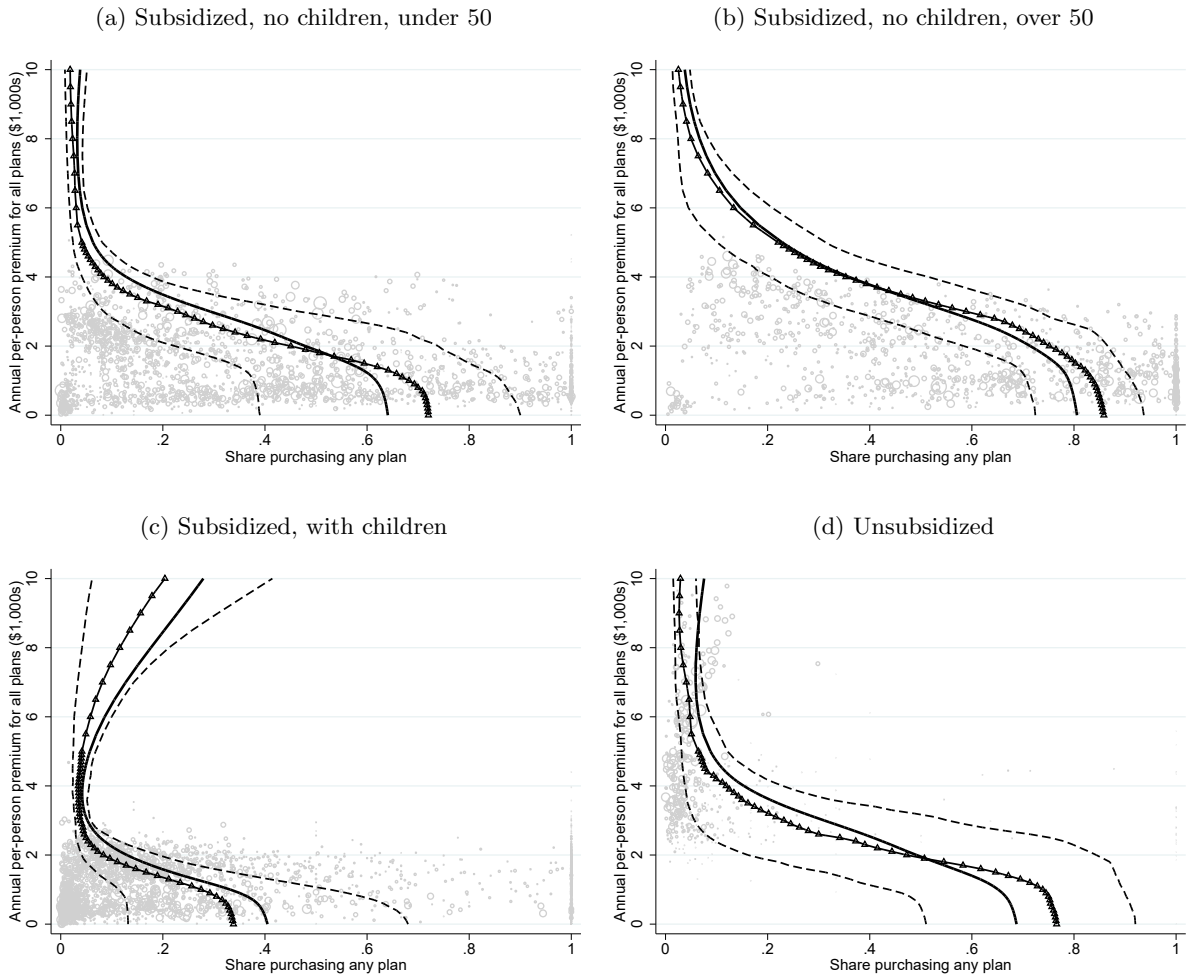 (a) Subsidized, no children, under 50
Annual per-person premium for all plans ($1,000s)
10
8
6
4
2
0
0 .2 .4 .6 .8 1
Share purchasing any plan
(b) Subsidized, no children, over 50
Annual per-person premium for all plans ($1,000s)
10
8
6
4
2
0
0 .2 .4 .6 .8 1
Share purchasing any plan
(c) Subsidized, with children
Annual per-person premium for all plans ($1,000s)
10
8
6
4
2
0
0 .2 .4 .6 .8 1
Share purchasing any plan
(d) Unsubsidized
Annual per-person premium for all plans ($1,000s)
10
8
6
4
2
0
0 .2 .4 .6 .8 1
Share purchasing any plan